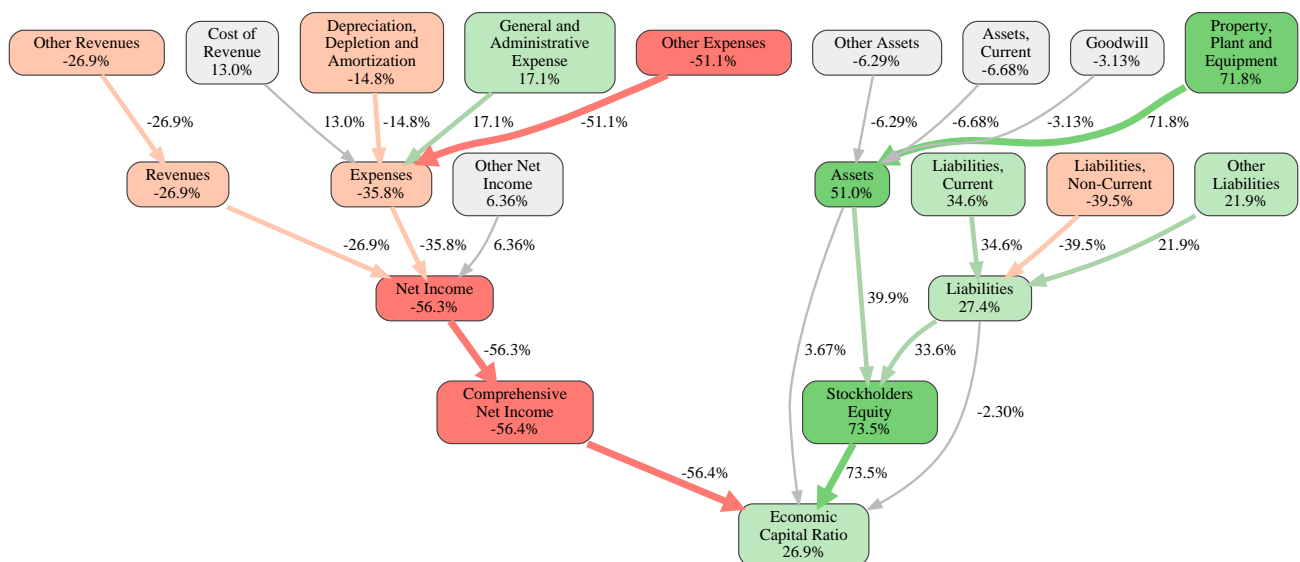 Other Revenues
-26.9%
Cost of
Revenue
13.0%
Depreciation,
Depletion and
Amortization
-14.8%
General and
Administrative
Expense
17.1%
Other Expenses
-51.1%
Other Assets
-6.29%
Assets,
Current
-6.68%
Goodwill
-3.13%
Property,
Plant and
Equipment
71.8%
-26.9%
13.0%
-14.8%
17.1%
-51.1%
-6.29%
-6.68%
-3.13%
71.8%
Revenues
-26.9%
Expenses
-35.8%
Other Net
Income
6.36%
Assets
51.0%
Liabilities,
Current
34.6%
Liabilities,
Non-Current
-39.5%
Other
Liabilities
21.9%
-26.9%
-35.8%
6.36%
34.6%
-39.5%
21.9%
Net Income
-56.3%
39.9%
Liabilities
27.4%
-56.3%
3.67%
33.6%
Comprehensive
Net Income
-56.4%
Stockholders
Equity
73.5%
-2.30%
-56.4%
73.5%
Economic
Capital Ratio
26.9%